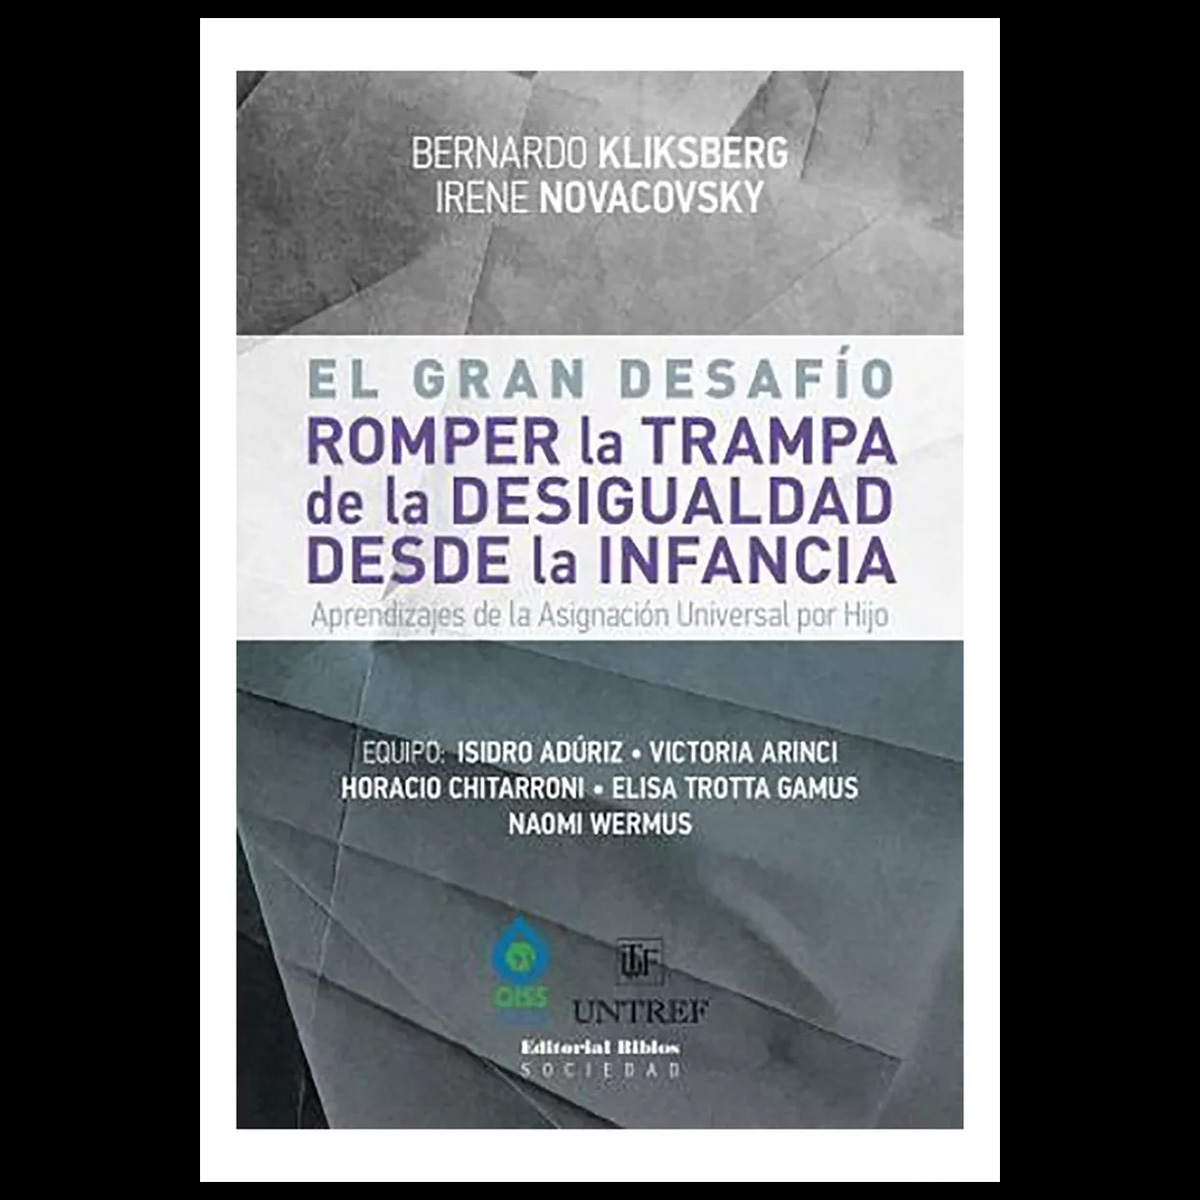 BERNARDO KLIKSBERG
IRENE NOVACOVSKY
EL GRAN DESAFÍO
ROMPER la TRAMPA
de la DESIGUALDAD
DESDE la INFANCIA
Aprendizajes de la Asignación Universal por Hijo
EQUIPO: ISIDRO ADÚRIZ • VICTORIA ARINCI
HORACIO CHITARRONI • ELISA TROTTA GAMUS
NAOMI WERMUS
OISS
UNTREF
Editorial Biblos
SOCIEDAD